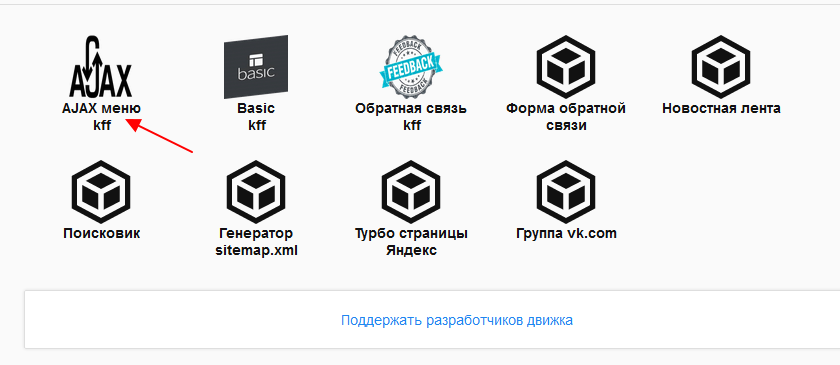 AJAX
AJAX меню
kff
basic
Basic
kff
FEEDBACK
FEEDBACK
FEEDBACK
Обратная связь
kff
Форма обратной
связи
Новостная лента
Поисковик
Генератор
sitemap.xml
Турбо страницы
Яндекс
Группа vk.com
Поддержать разработчиков движка